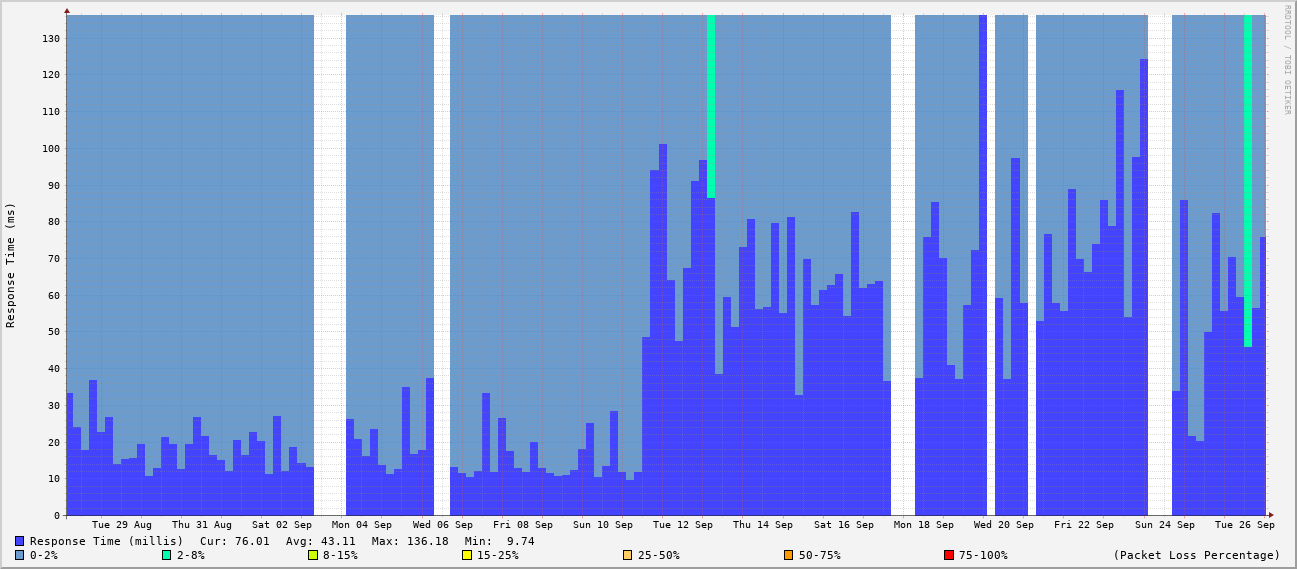 RRDTOOL / TOBI OETIKER
Response Time (ms)
130
120
110
100
90
80
70
60
50
40
30
20
10
0
Tue 29 Aug Thu 31 Aug Sat 02 Sep Mon 04 Sep Wed 06 Sep Fri 08 Sep Sun 10 Sep Tue 12 Sep Thu 14 Sep Sat 16 Sep Mon 18 Sep Wed 20 Sep Fri 22 Sep Sun 24 Sep Tue 26 Sep
Response Time (millis) Cur: 76.01 Avg: 43.11 Max: 136.18 Min: 9.74
0-2% 2-8% 8-15% 15-25% 25-50% 50-75% 75-100% (Packet Loss Percentage)